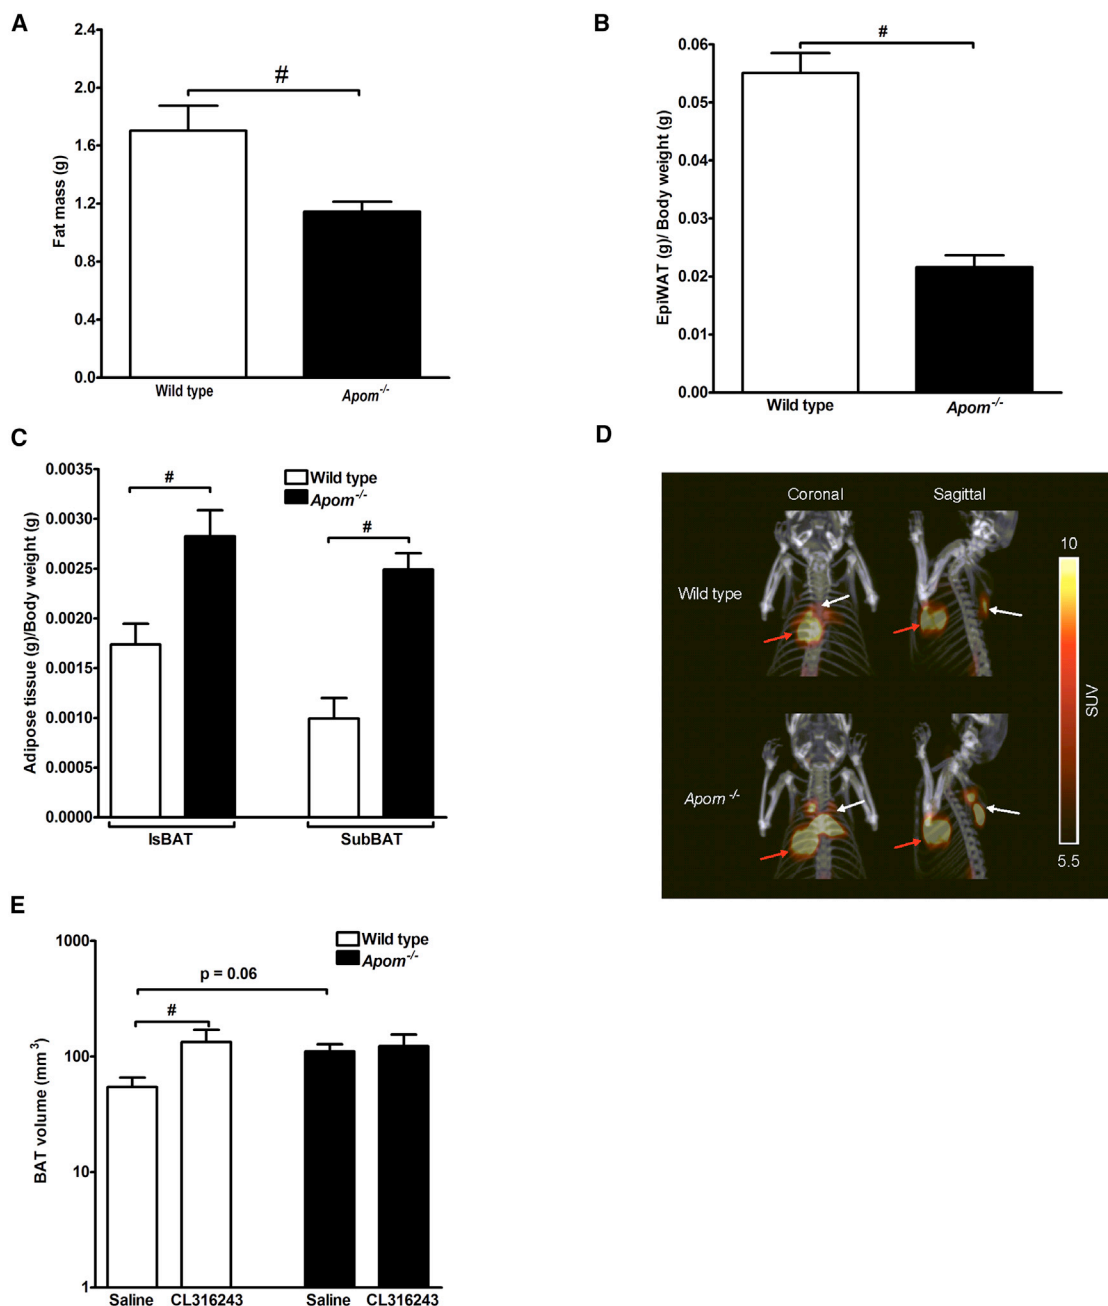 A
2.4
2.0
1.6
1.2
0.8
0.4
0.0
Fat mass (g)
#
Wild type
Apom-/-
B
0.06
0.05
0.04
0.03
0.02
0.01
0.00
EpiWAT (g)/ Body weight (g)
#
Wild type
Apom-/-
C
0.0035
0.0030
0.0025
0.0020
0.0015
0.0010
0.0005
0.0000
Adipose tissue (g)/Body weight (g)
#
#
Wild type
Apom-/-
IsBAT
SubBAT
D
Coronal
Sagittal
Wild type
Apom -/-
10
SUV
5.5
E
1000
100
10
1
BAT volume (mm3)
Wild type
Apom-/-
p = 0.06
#
Saline
CL316243
Saline
CL316243